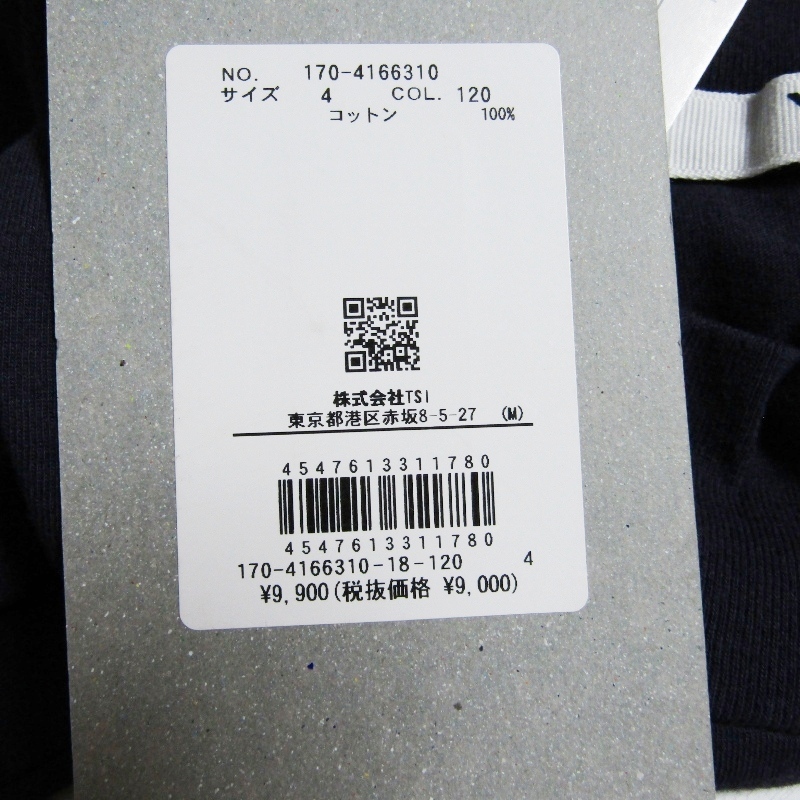 NO. 170-4166310
サイズ 4 COL. 120
コットン 100%
株式会社TSI
東京都港区赤坂8-5-27 (M)
4547613311780
4547613311780
170-4166310-18-120 4
¥9,900(税抜価格 ¥9,000)